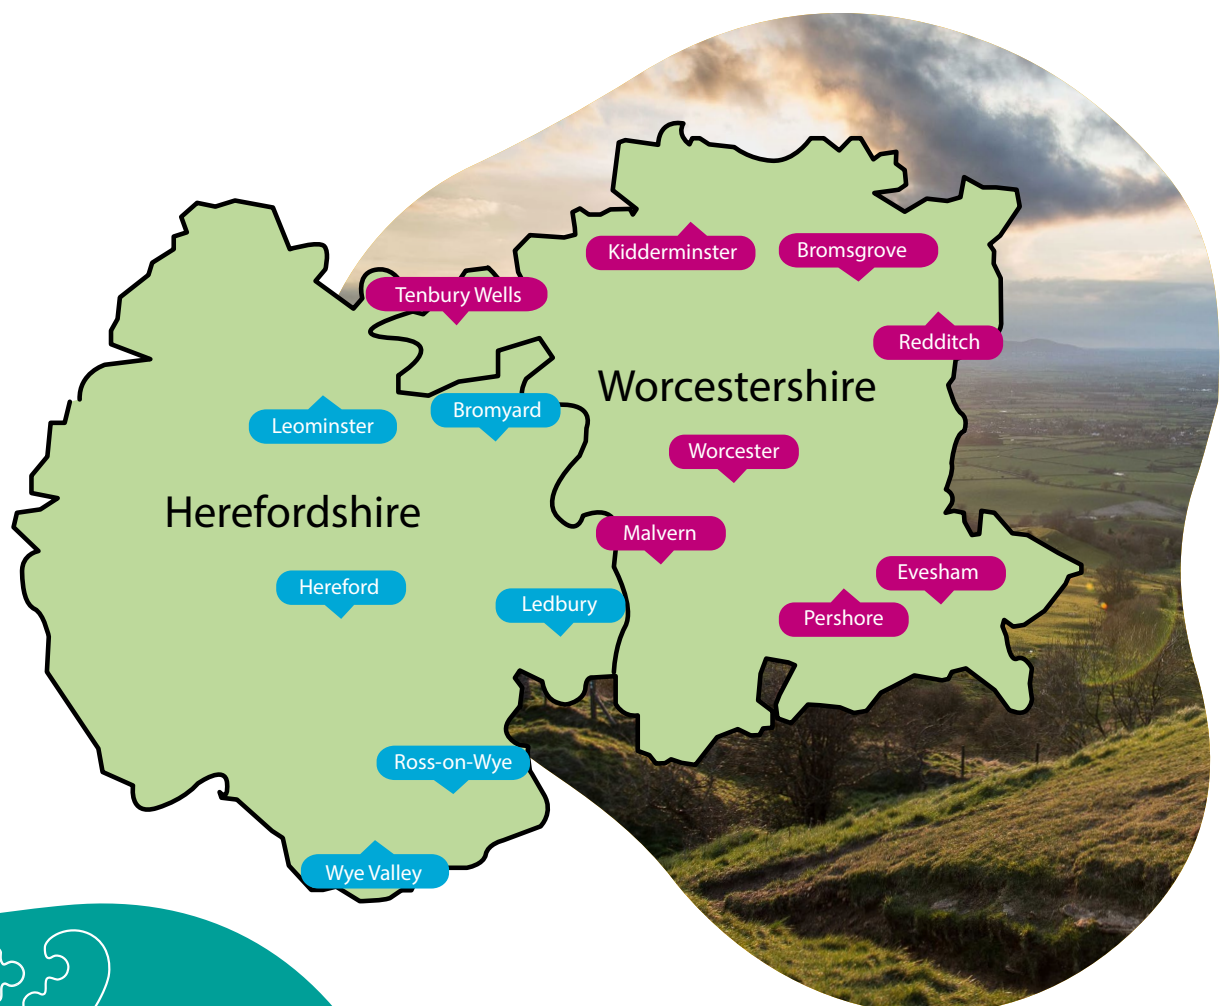 Kidderminster
Bromsgrove
Tenbury Wells
Redditch
Worcestershire
Leominster
Bromyard
Worcester
Herefordshire
Malvern
Evesham
Hereford
Ledbury
Pershore
Ross-on-Wye
Wye Valley